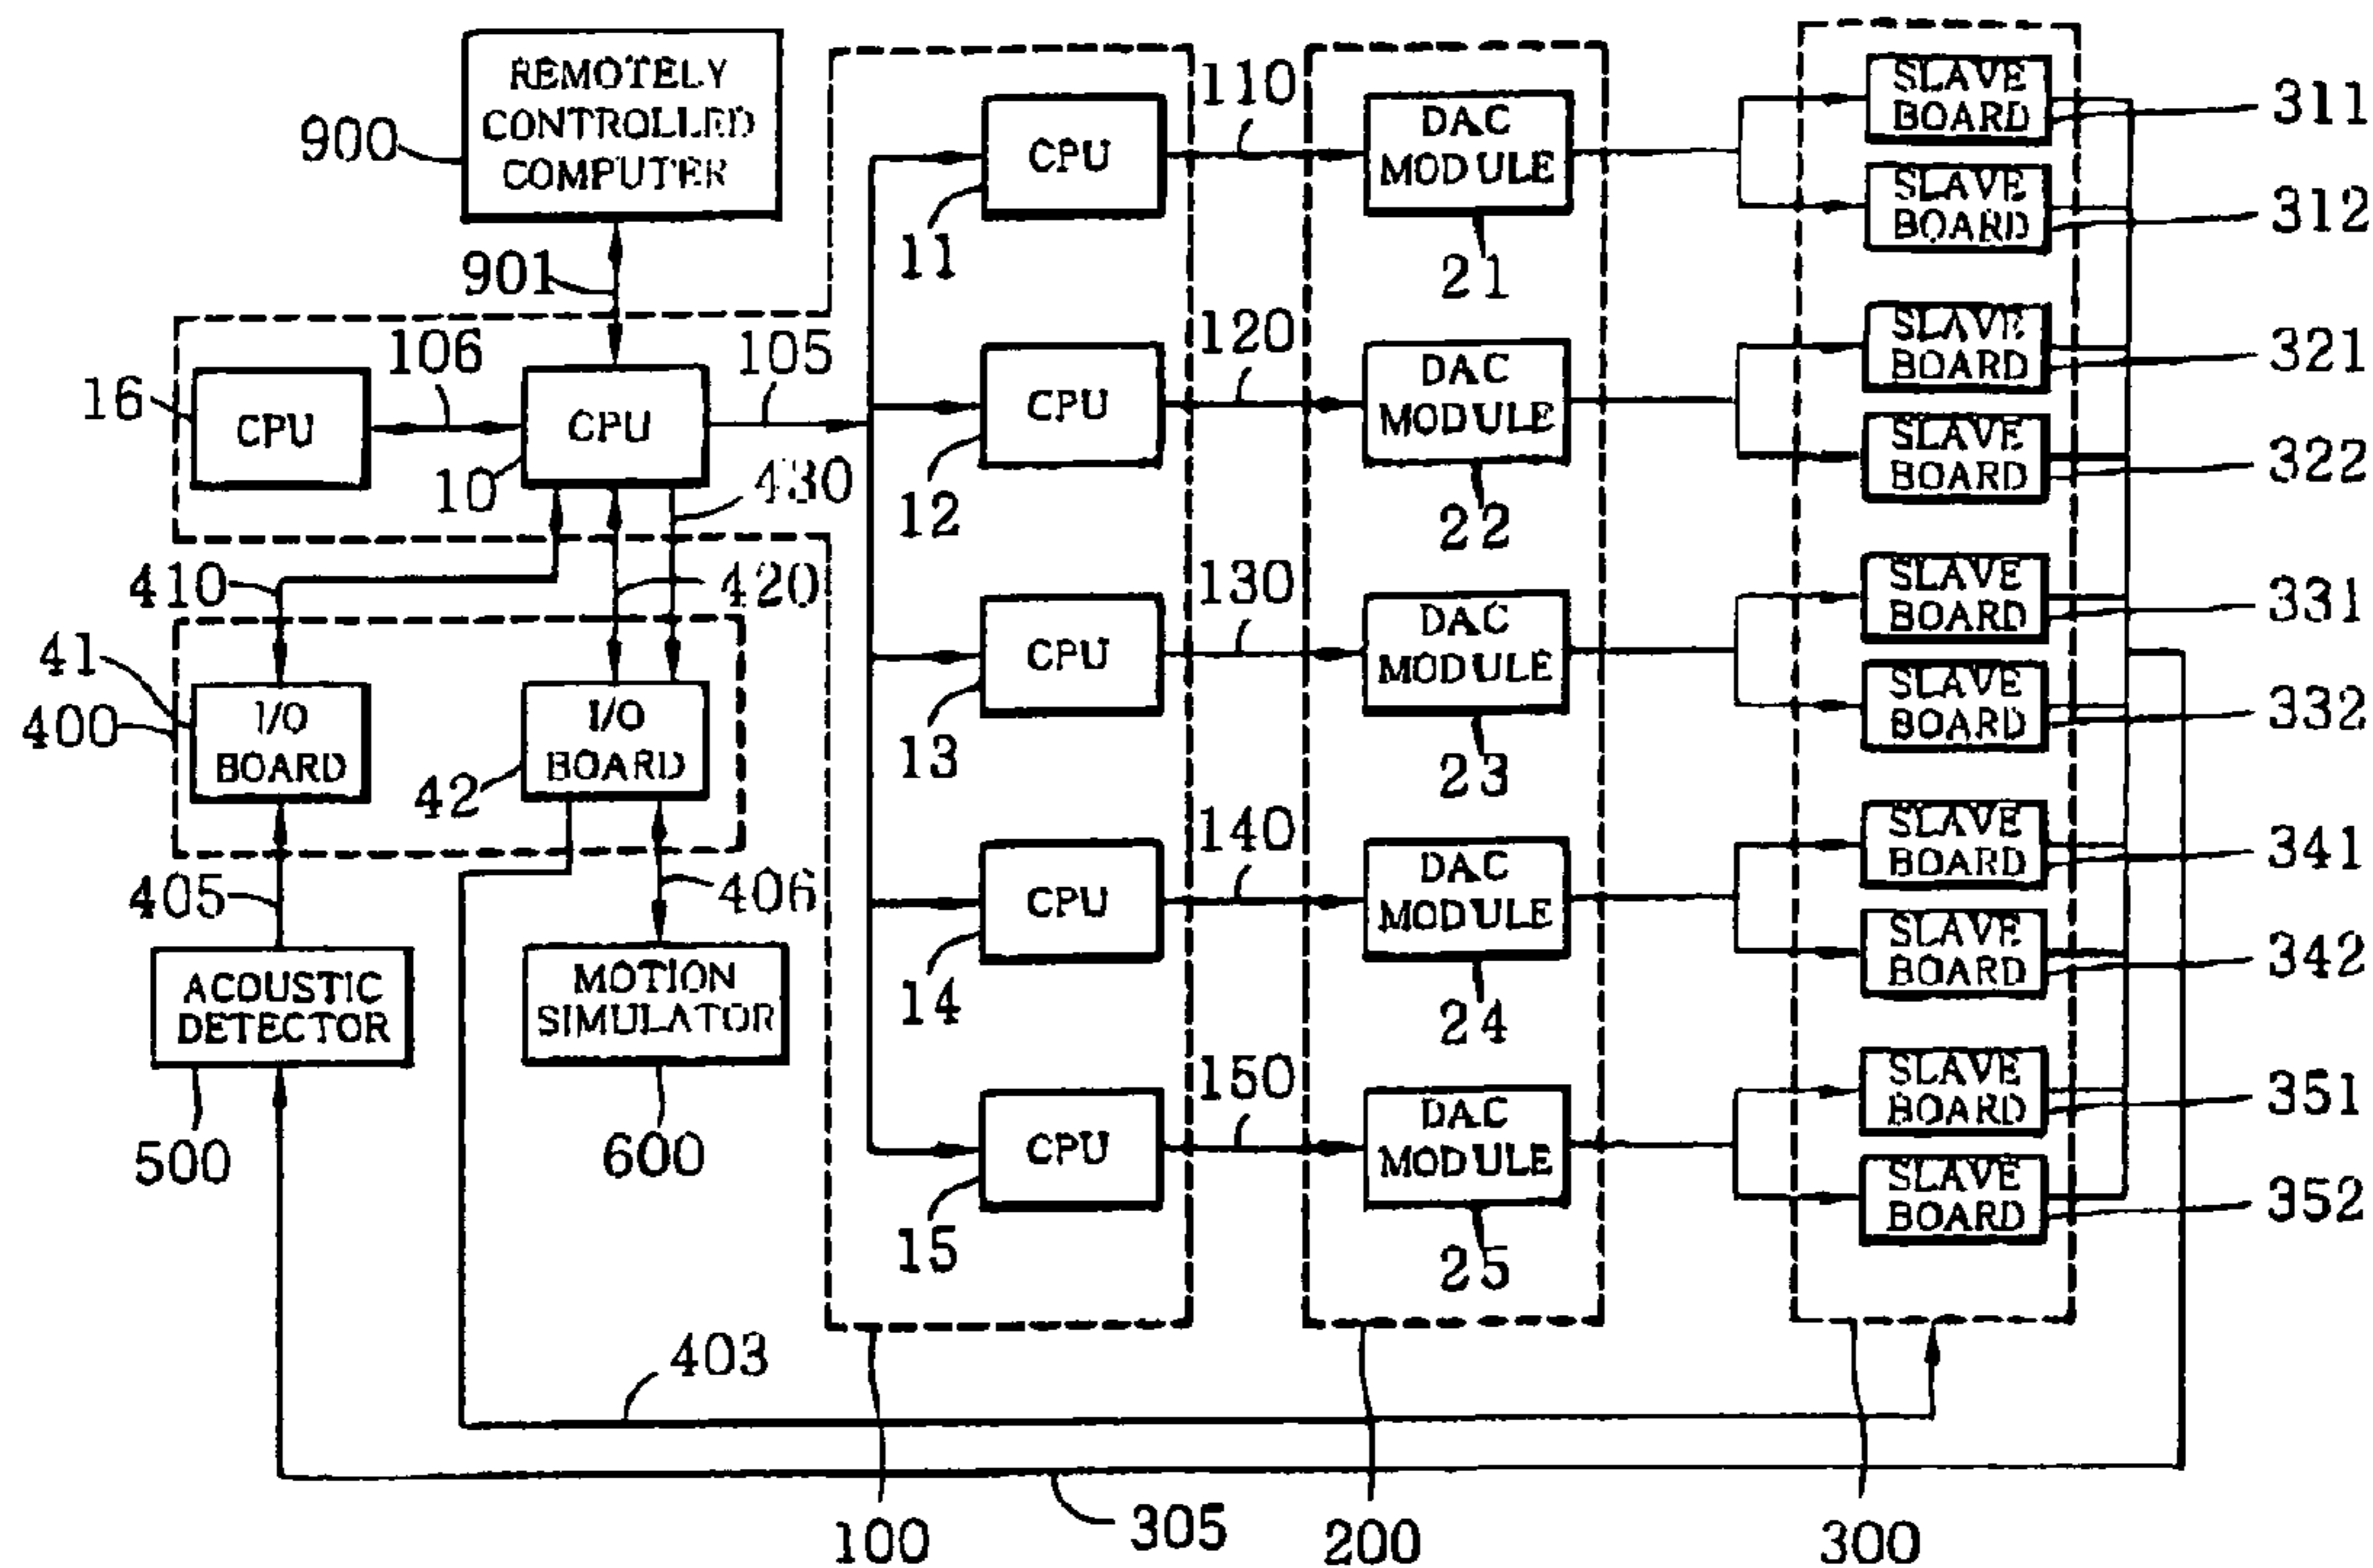 REMOTELY
CONTROLLED
COMPUTER
900
901
CPU
16
106
CPU
10
105
430
410
420
41
400
I/O
BOARD
I/O
BOARD
42
405
406
ACOUSTIC
DETECTOR
500
MOTION
SIMULATOR
600
CPU
11
110
CPU
12
120
CPU
13
130
CPU
14
140
CPU
15
150
DAC
MODULE
21
DAC
MODULE
22
DAC
MODULE
23
DAC
MODULE
24
DAC
MODULE
25
SLAVE
BOARD
311
SLAVE
BOARD
312
SLAVE
BOARD
321
SLAVE
BOARD
322
SLAVE
BOARD
331
SLAVE
BOARD
332
SLAVE
BOARD
341
SLAVE
BOARD
342
SLAVE
BOARD
351
SLAVE
BOARD
352
403
305
100
200
300